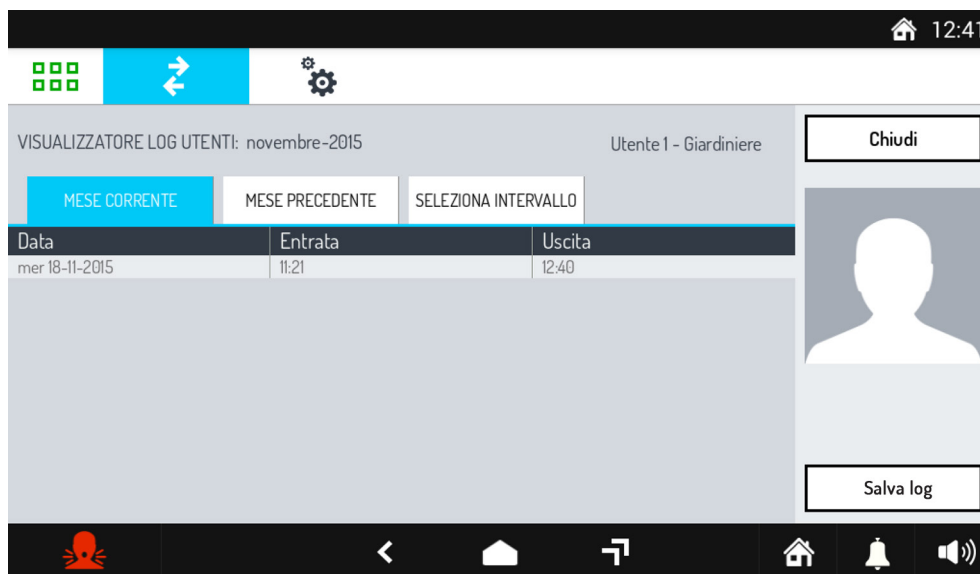 12:41
VISUALIZZATORE LOG UTENTI: novembre-2015
Utente 1 - Giardiniere
Chiudi
MESE CORRENTE
MESE PRECEDENTE
SELEZIONA INTERVALLO
Data Entrata Uscita
mer 18-11-2015 11:21 12:40
Salva log